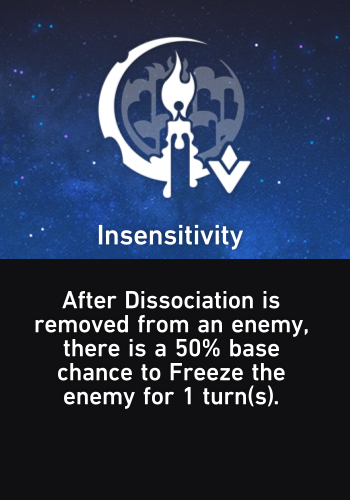 Insensitivity
After Dissociation is
removed from an enemy,
there is a 50% base
chance to Freeze the
enemy for 1 turn(s).